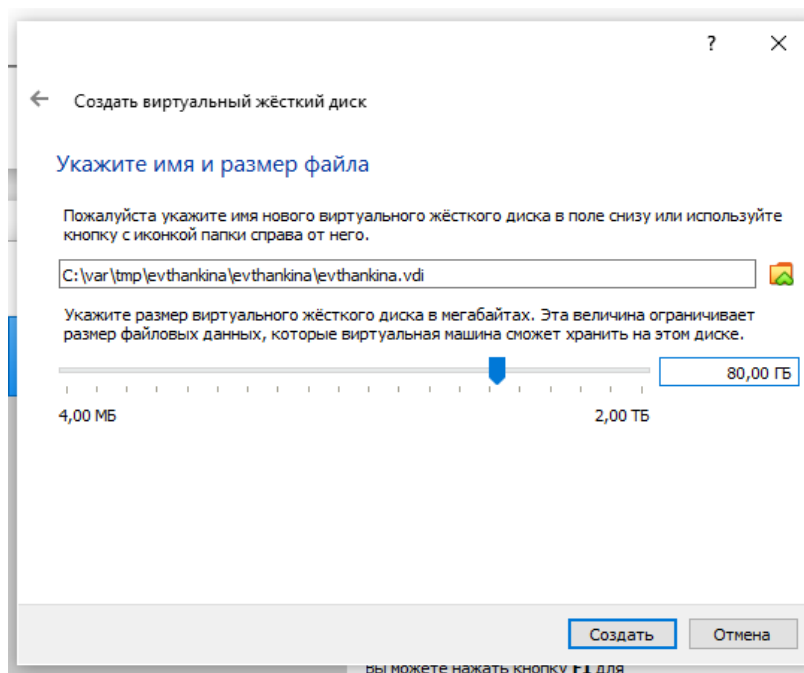 ?
Создать виртуальный жёсткий диск
Укажите имя и размер файла
Пожалуйста укажите имя нового виртуального жёсткого диска в поле снизу или используйте
кнопку с иконкой папки справа от него.
C:\var\tmp\evthankina\evthankina\evthankina.vdi
Укажите размер виртуального жёсткого диска в мегабайтах. Эта величина ограничивает
размер файловых данных, которые виртуальная машина сможет хранить на этом диске.
80,00 ГБ
4,00 МБ 2,00 ТБ
Создать Отмена
Вы можете нажать кнопку F1 для